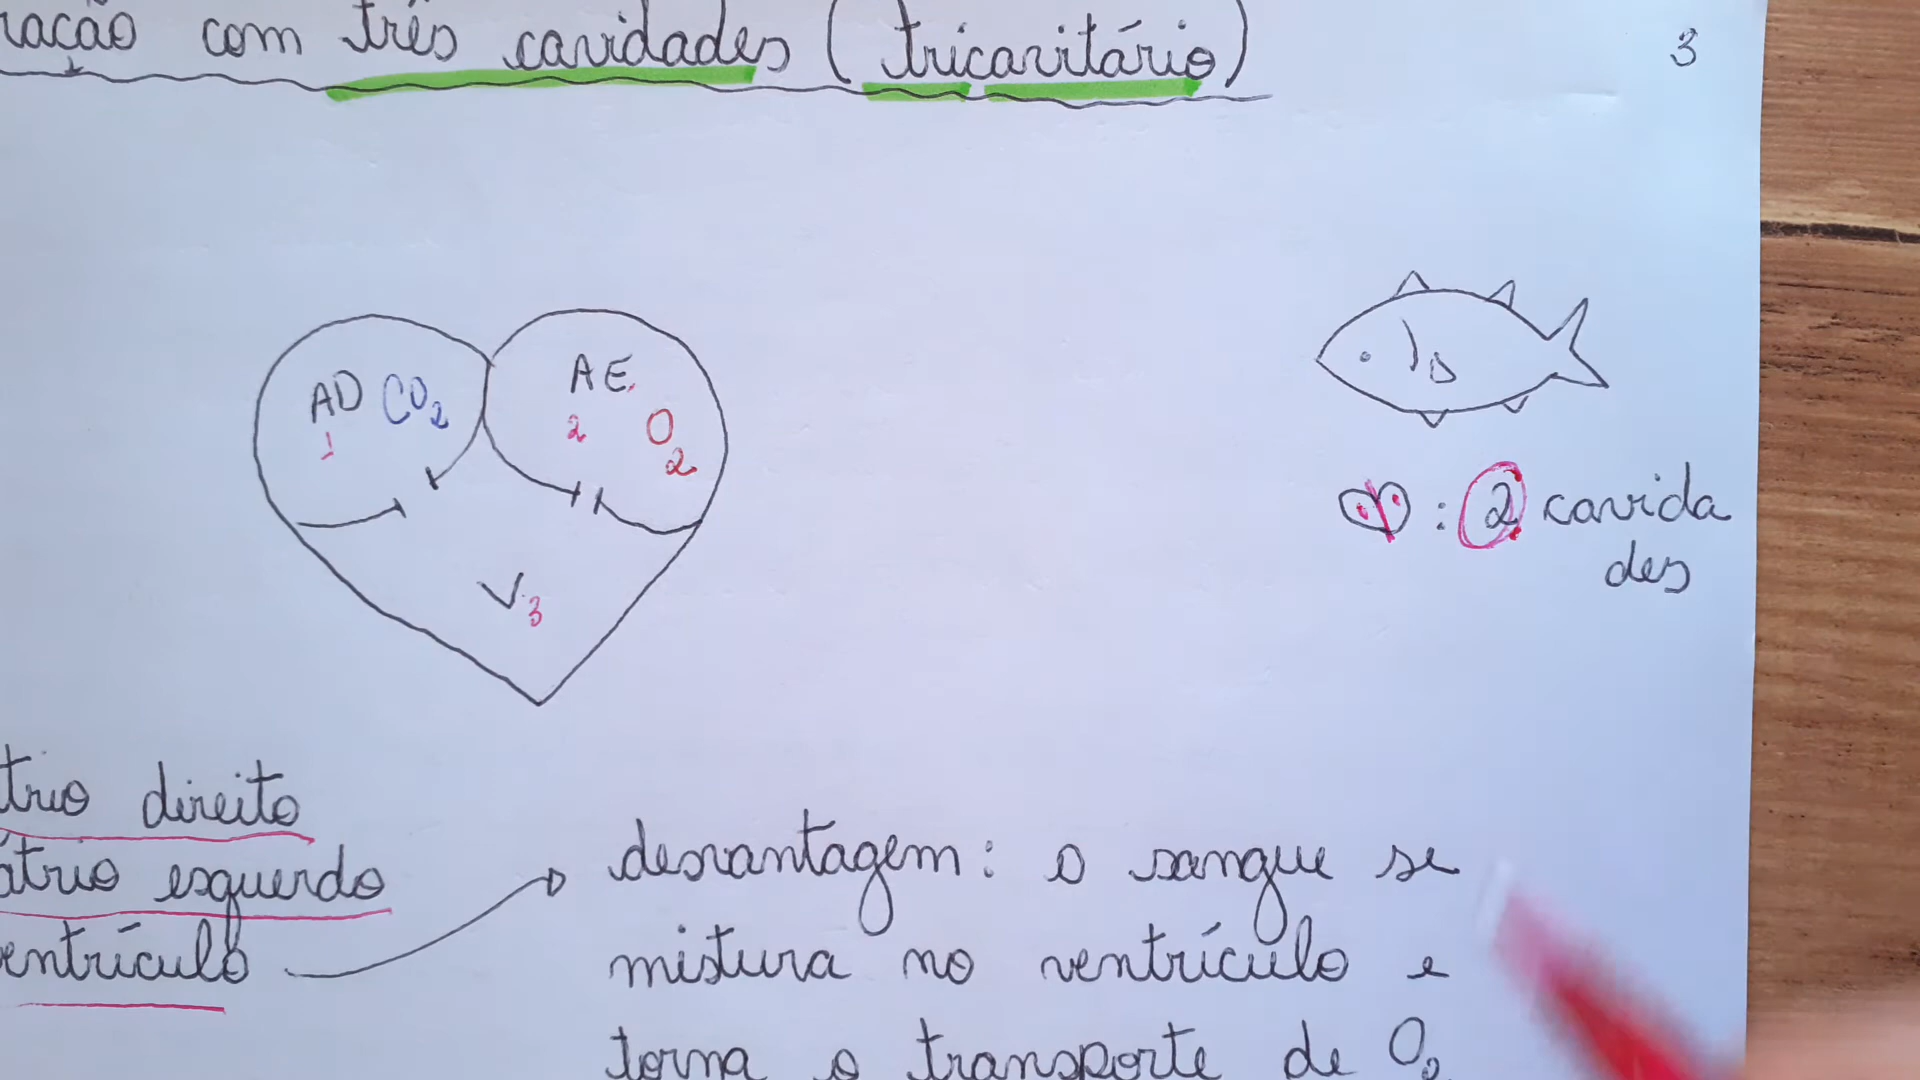 ração com três cavidades (tricavitário)
3
AD CO2
1
AE
2
O2
V3
: 2 cavida
des
trio direito
átrio esquerdo
entrículo
desvantagem: o sangue se
mistura no ventrículo e
torna o transporte de O2